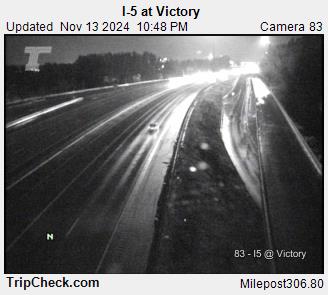 I-5 at Victory
Updated Nov 13 2024 10:48 PM Camera 83
T
N
83 - I5 @ Victory
TripCheck.com Milepost306.80